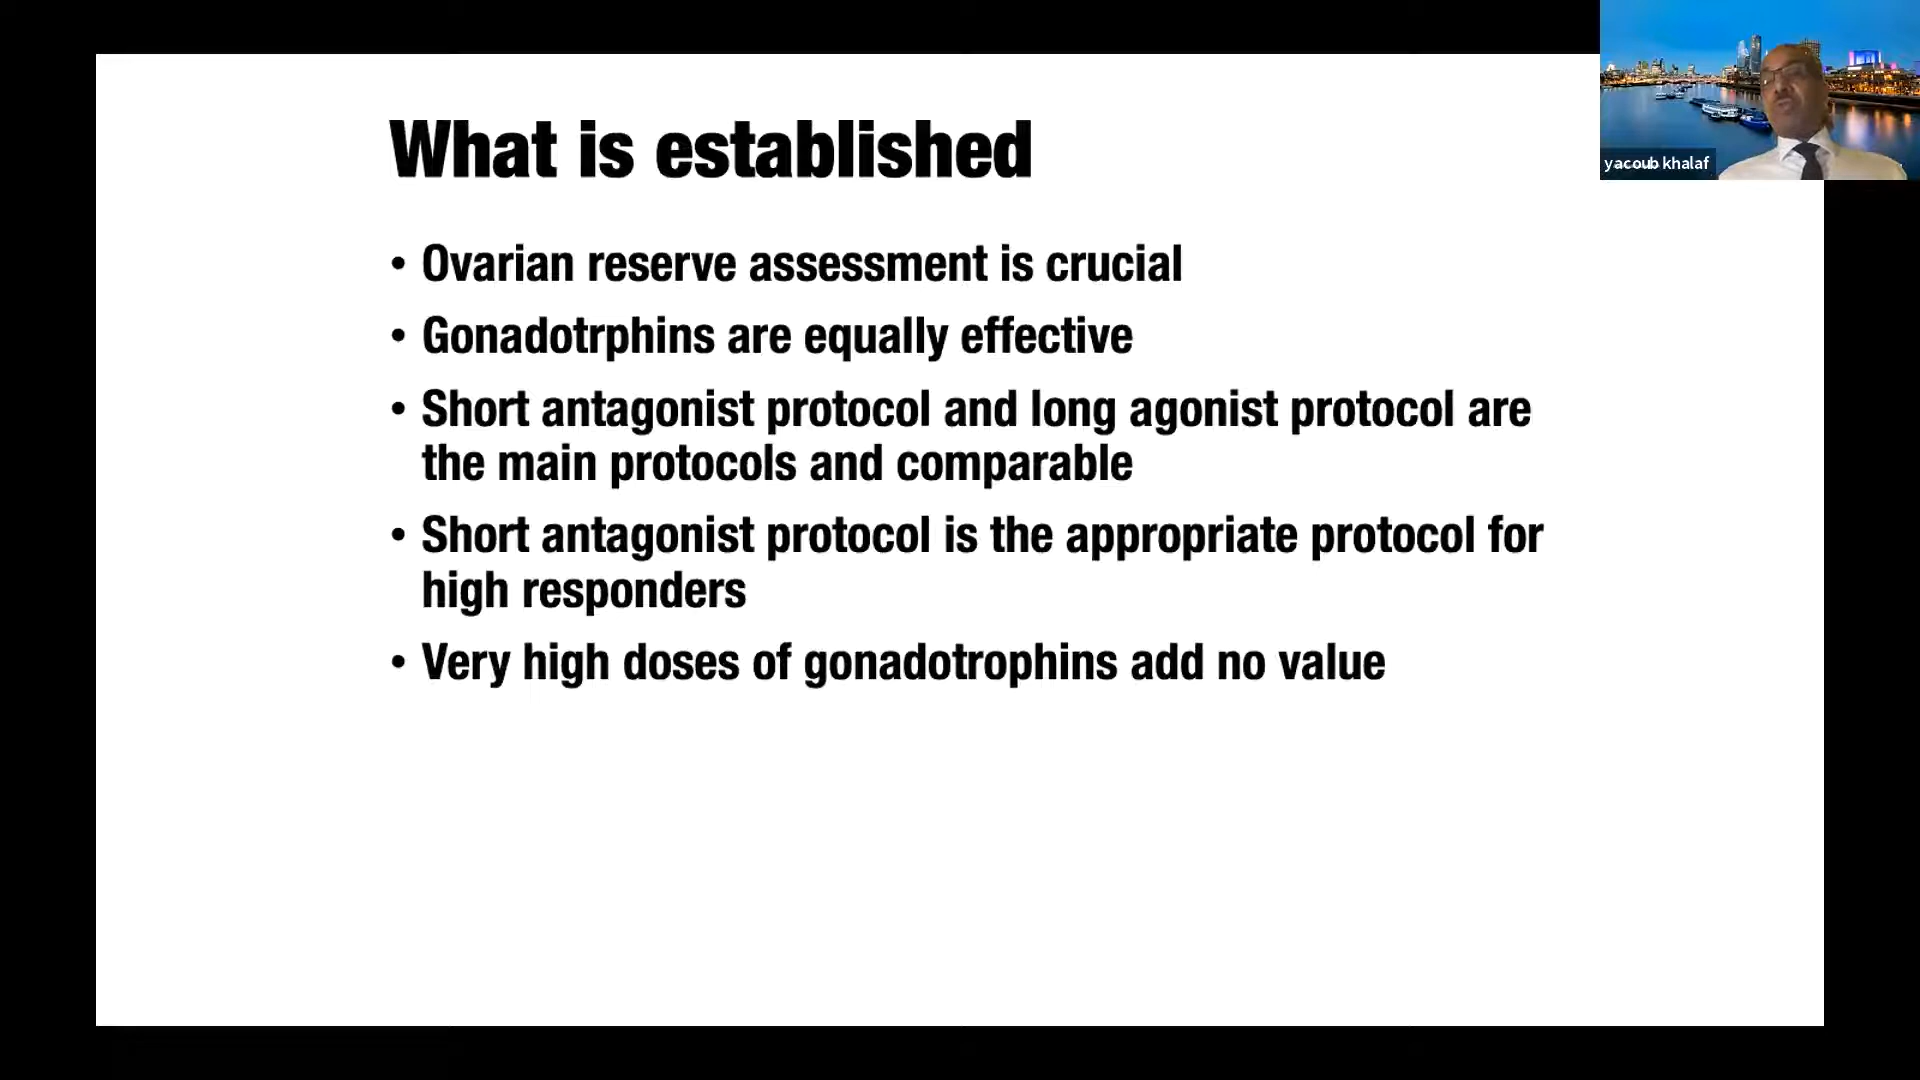 What is established
• Ovarian reserve assessment is crucial
• Gonadotrphins are equally effective
• Short antagonist protocol and long agonist protocol are
the main protocols and comparable
• Short antagonist protocol is the appropriate protocol for
high responders
• Very high doses of gonadotrophins add no value
yacoub khalaf